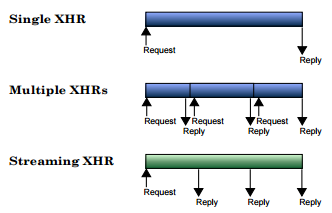 Single XHR
Request
Reply
Multiple XHRs
Request Request Request
Reply Reply Reply
Streaming XHR
Request Reply Reply Reply